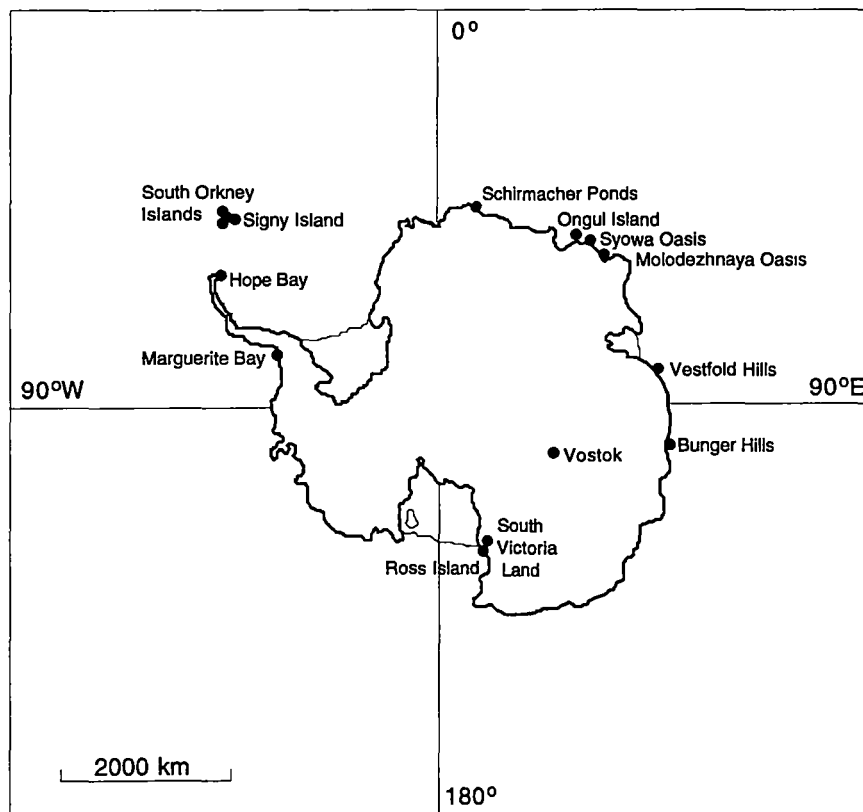 0°
South Orkney
Islands
Signy Island
Schirmacher Ponds
Ongul Island
Syowa Oasis
Molodezhnaya Oasis
Hope Bay
Marguerite Bay
Vestfold Hills
90°W
90°E
Bunger Hills
Vostok
South
Victoria
Land
Ross Island
2000 km
180°